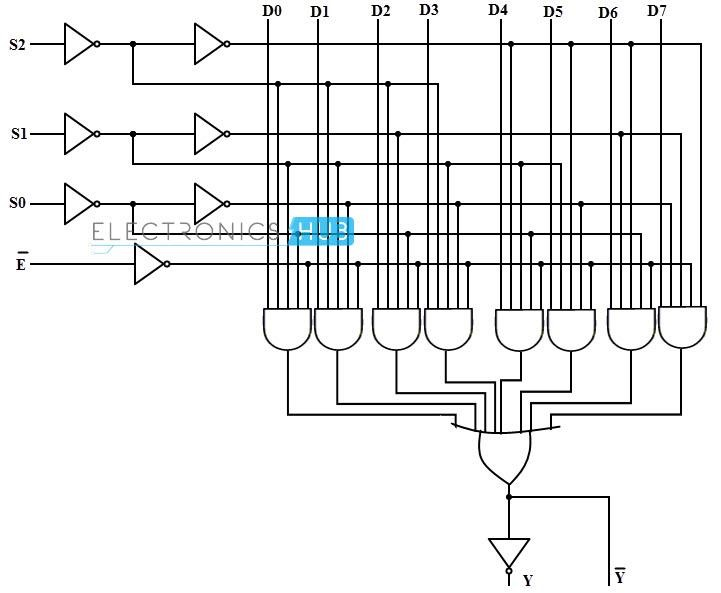 D0 D1 D2 D3 D4 D5 D6 D7
S2
S1
S0
ELECTRONICS HUB
E̅
Y
Y̅